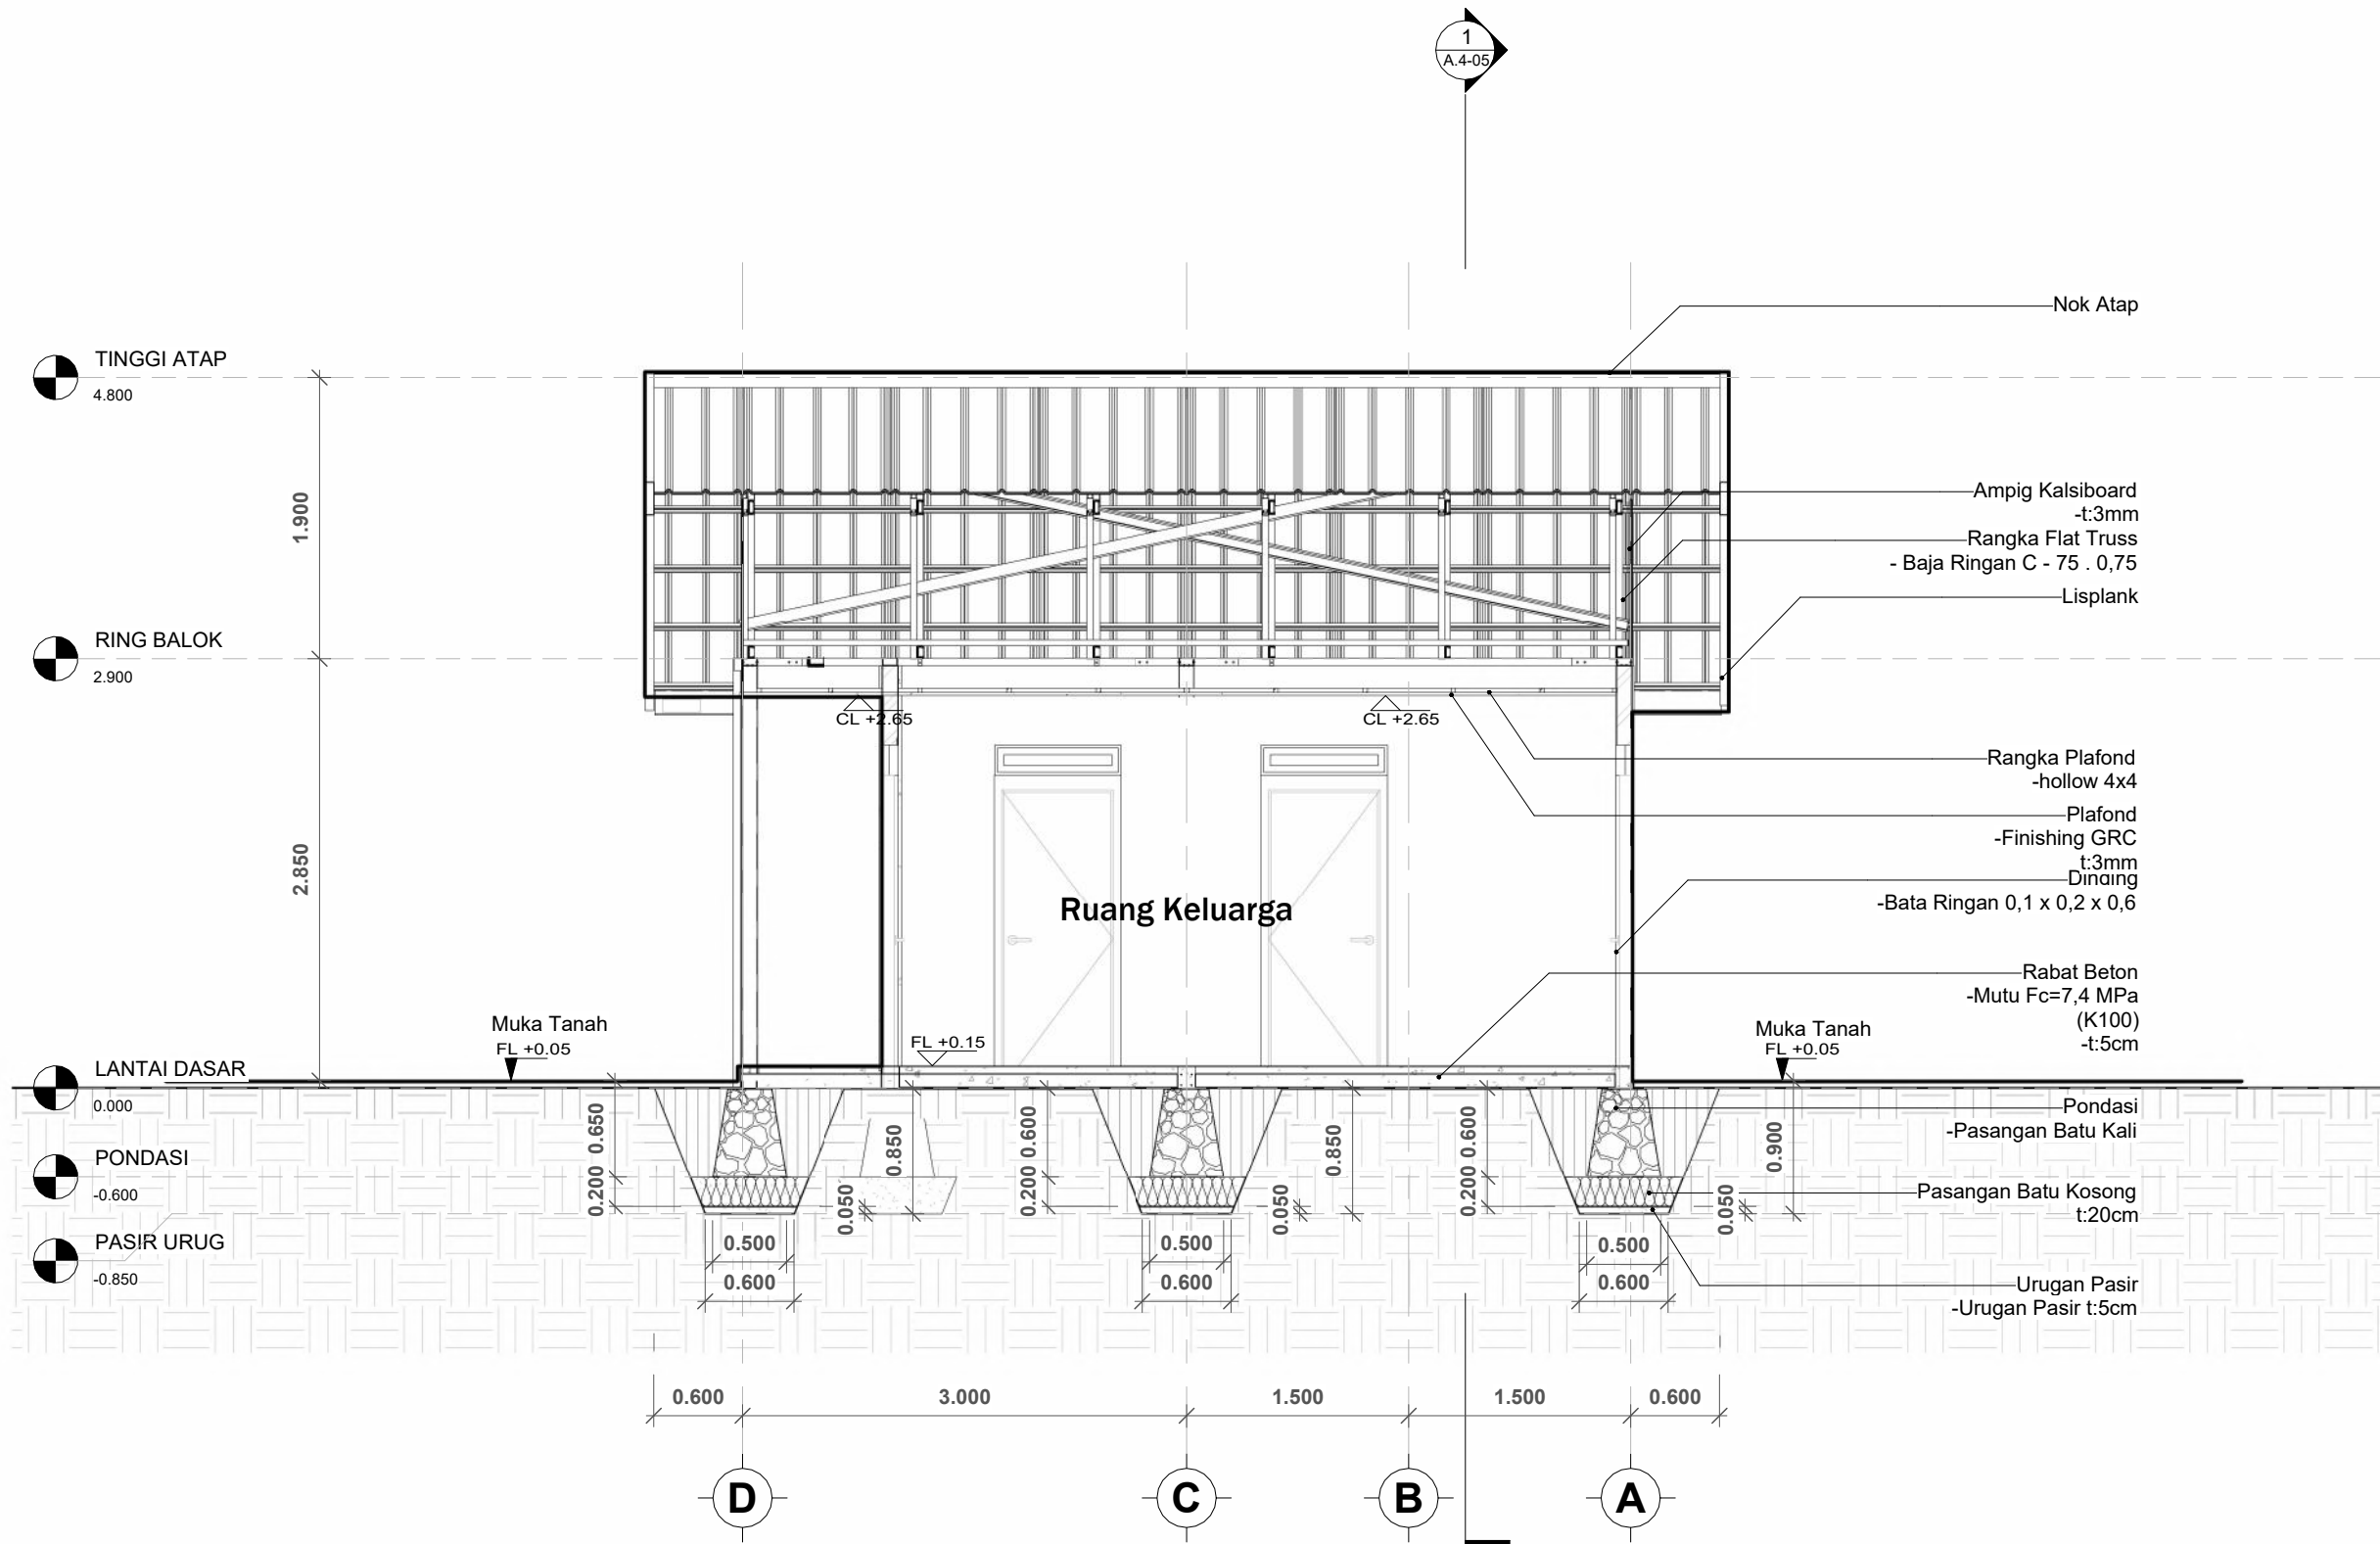 1
A.4-05
Nok Atap
TINGGI ATAP
4.800
Ampig Kalsiboard
-t:3mm
1.900
Rangka Flat Truss
- Baja Ringan C - 75 . 0,75
Lisplank
RING BALOK
2.900
CL +2.65
CL +2.65
Rangka Plafond
-hollow 4x4
Plafond
-Finishing GRC
t:3mm
2.850
Dinding
-Bata Ringan 0,1 x 0,2 x 0,6
Ruang Keluarga
Rabat Beton
-Mutu Fc=7,4 MPa
(K100)
-t:5cm
Muka Tanah
FL +0.05
FL +0.15
Muka Tanah
FL +0.05
LANTAI DASAR
0.000
Pondasi
-Pasangan Batu Kali
0.650
0.200
0.050
0.850
0.600
0.200
0.050
0.850
0.600
0.200
0.050
0.900
PONDASI
-0.600
Pasangan Batu Kosong
t:20cm
PASIR URUG
-0.850
0.500
0.600
0.500
0.600
0.500
0.600
Urugan Pasir
-Urugan Pasir t:5cm
0.600
3.000
1.500
1.500
0.600
D
C
B
A